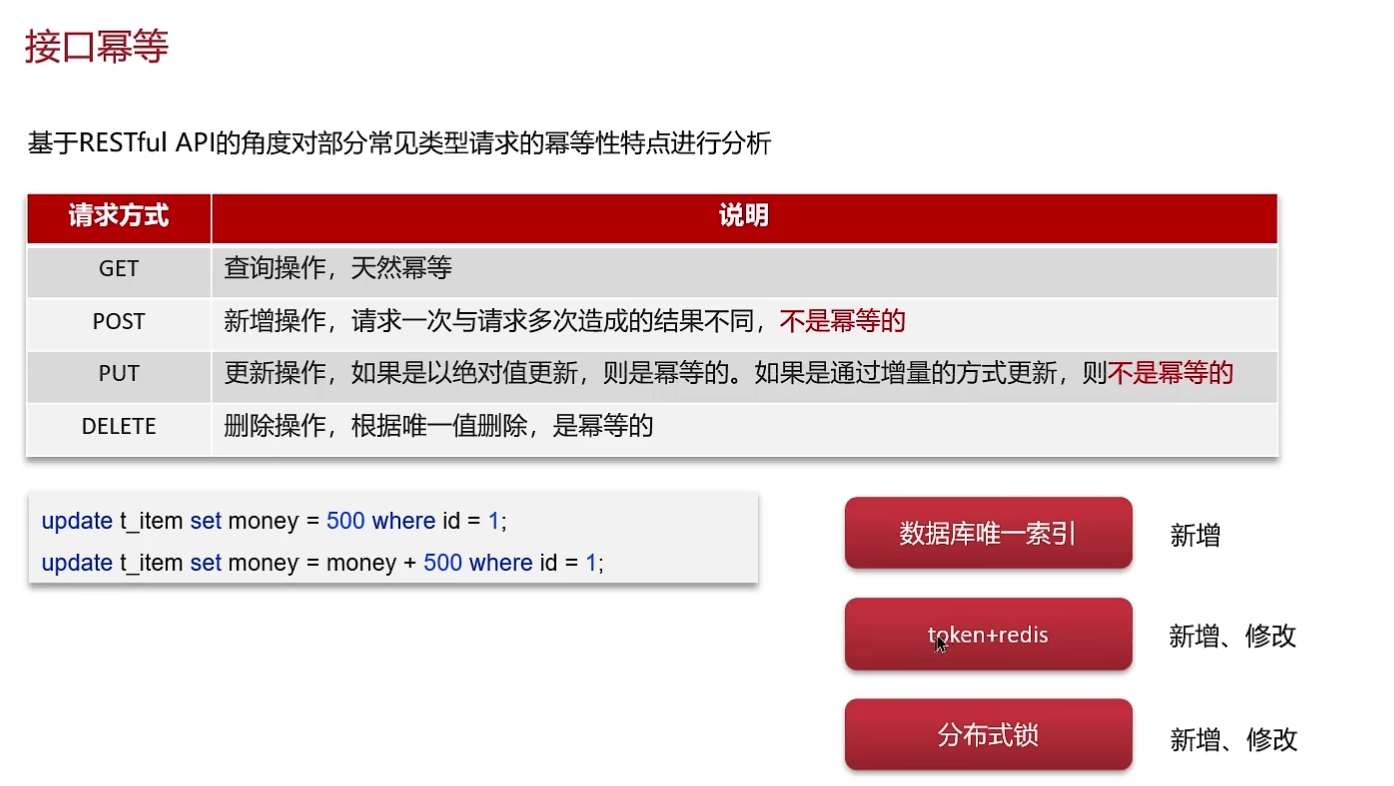 接口幂等
基于RESTful API的角度对部分常见类型请求的幂等性特点进行分析
请求方式 说明
GET 查询操作，天然幂等
POST 新增操作，请求一次与请求多次造成的结果不同，不是幂等的
PUT 更新操作，如果是以绝对值更新，则是幂等的。如果是通过增量的方式更新，则不是幂等的
DELETE 删除操作，根据唯一值删除，是幂等的
update t_item set money = 500 where id = 1;
update t_item set money = money + 500 where id = 1;
数据库唯一索引 新增
token+redis 新增、修改
分布式锁 新增、修改